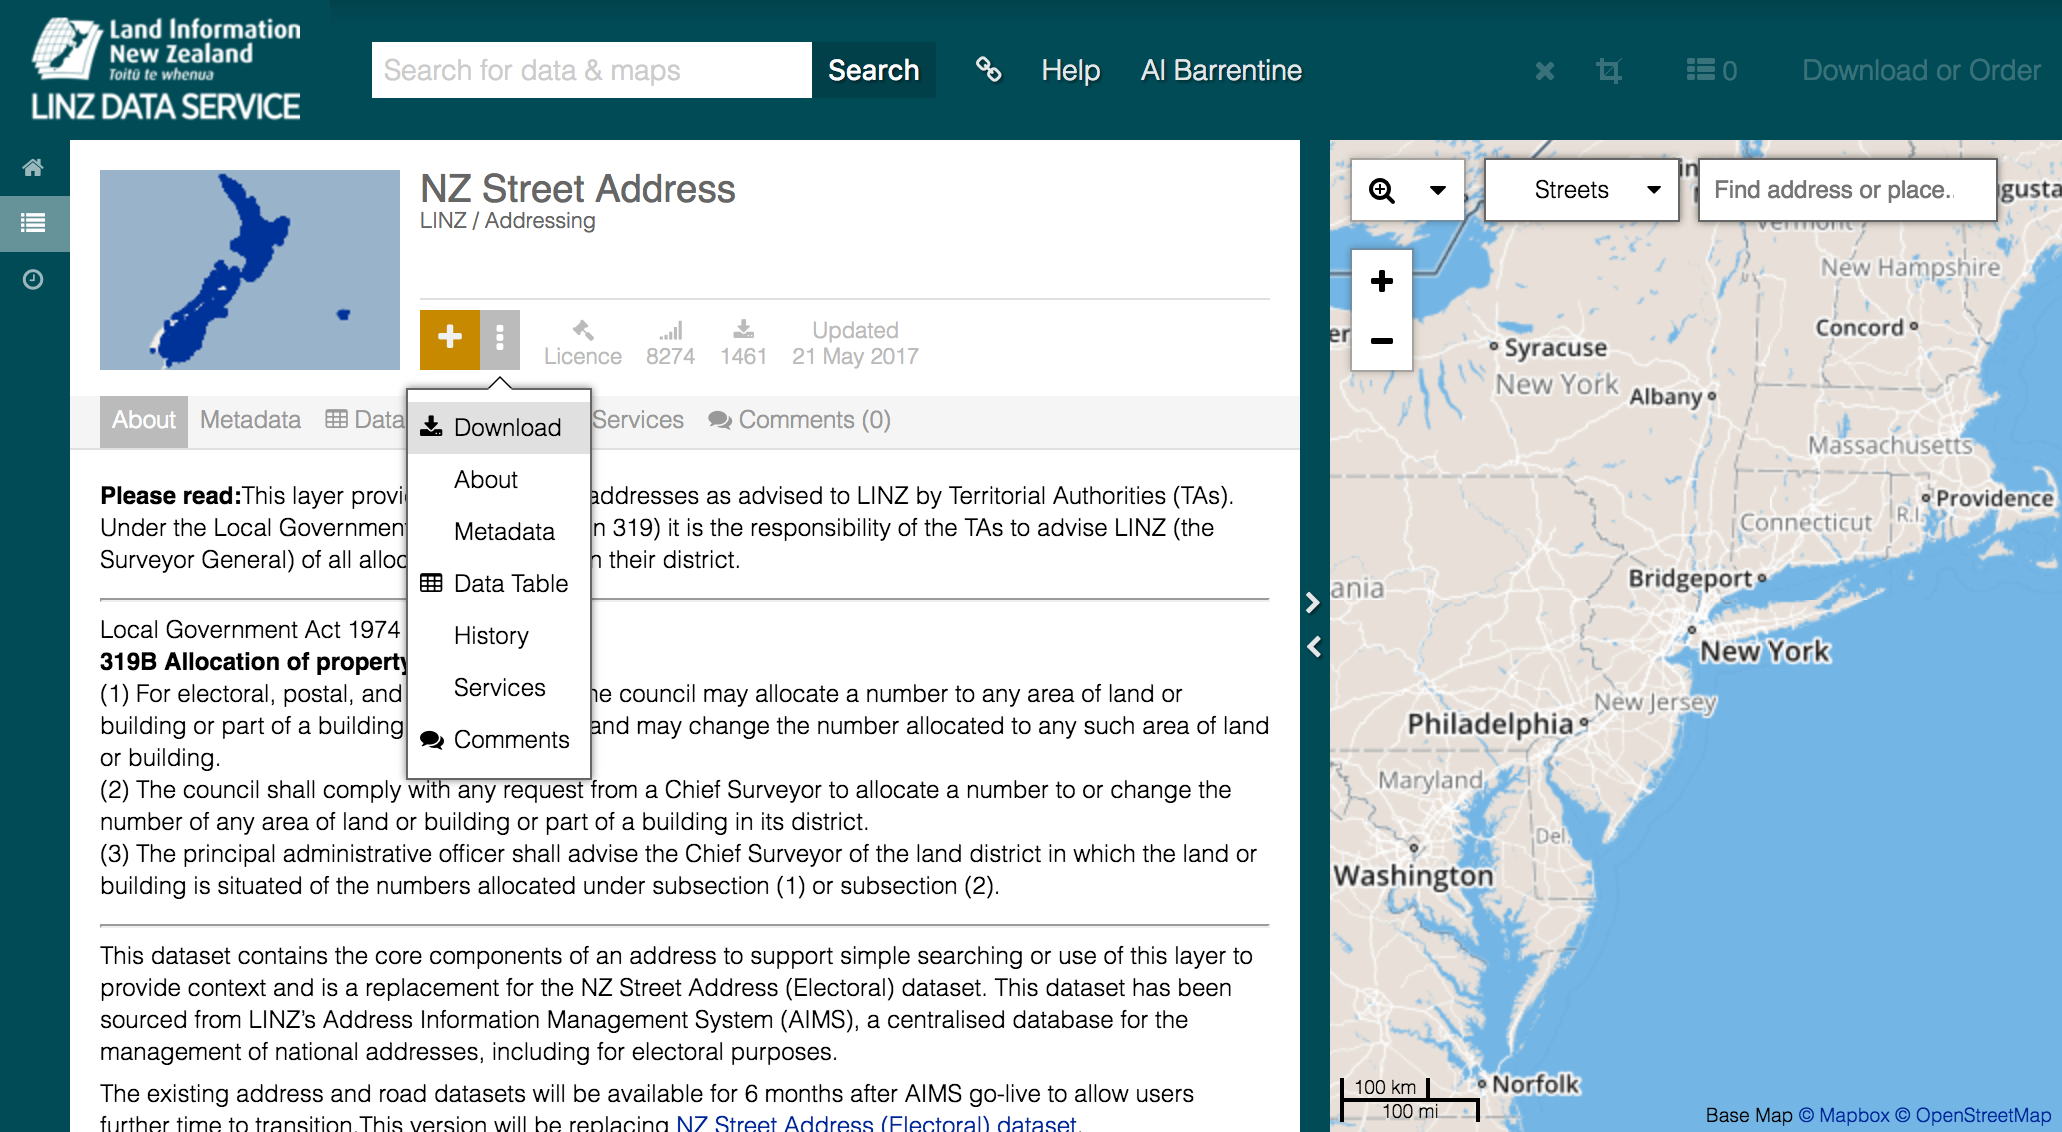 Land Information
New Zealand
Toitū te whenua
LINZ DATA SERVICE
Search for data & maps
Search
Help
Al Barrentine
0
Download or Order
NZ Street Address
LINZ / Addressing
Licence
8274
1461
Updated
21 May 2017
About
Metadata
Data
Services
Comments (0)
Download
About
Metadata
Data Table
History
Services
Comments
Please read:This layer addresses as advised to LINZ by Territorial Authorities (TAs).
Under the Local Government 319) it is the responsibility of the TAs to advise LINZ (the
Surveyor General) of all their district.
Local Government Act 1974
319B Allocation of property
(1) For electoral, postal, and council may allocate a number to any area of land or
building or part of a building and may change the number allocated to any such area of land
or building.
(2) The council shall comply with any request from a Chief Surveyor to allocate a number to or change the
number of any area of land or building or part of a building in its district.
(3) The principal administrative officer shall advise the Chief Surveyor of the land district in which the land or
building is situated of the numbers allocated under subsection (1) or subsection (2).
This dataset contains the core components of an address to support simple searching or use of this layer to
provide context and is a replacement for the NZ Street Address (Electoral) dataset. This dataset has been
sourced from LINZ's Address Information Management System (AIMS), a centralised database for the
management of national addresses, including for electoral purposes.
The existing address and road datasets will be available for 6 months after AIMS go-live to allow users
further time to transition.This version will be replacing NZ Street Address (Electoral) dataset.
Streets
Find address or place..
Vermont
New Hampshire
Concord
Syracuse
New York
Albany
Massachusetts
Providence
Connecticut
R.I.
Bridgeport
New York
New Jersey
Philadelphia
Maryland
Del.
Washington
Norfolk
100 km
100 mi
Base Map © Mapbox © OpenStreetMap